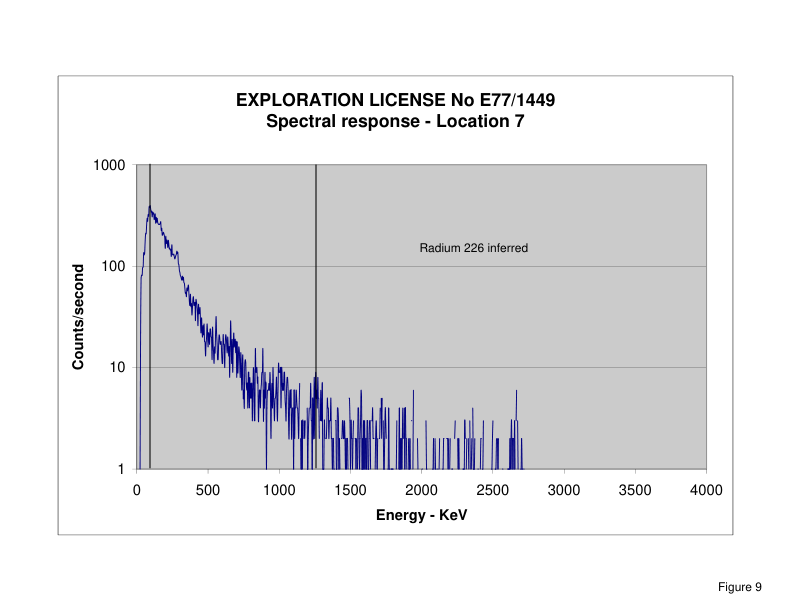 EXPLORATION LICENSE No E77/1449
Spectral response - Location 7
1000
Radium 226 inferred
100
Counts/second
10
1
0 500 1000 1500 2000 2500 3000 3500 4000
Energy - KeV
Figure 9